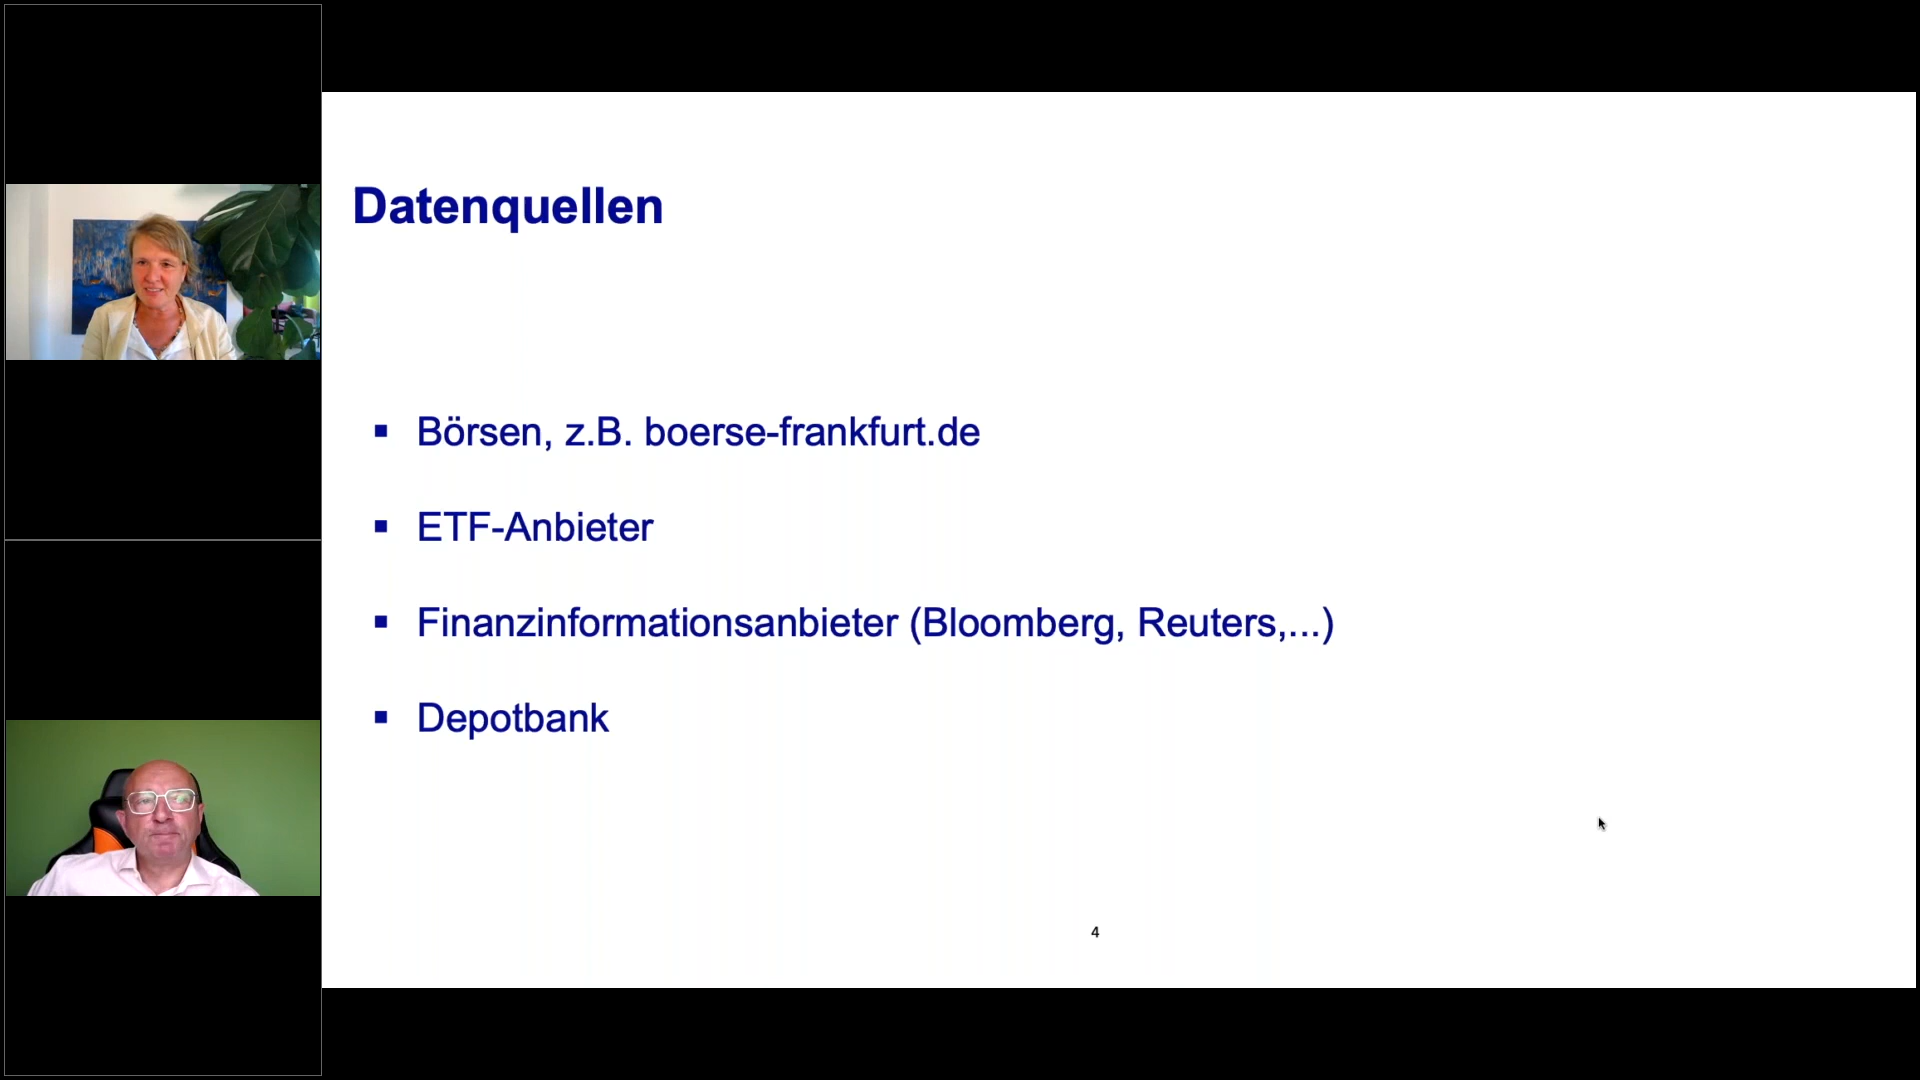 Datenquellen
▪ Börsen, z.B. boerse-frankfurt.de
▪ ETF-Anbieter
▪ Finanzinformationsanbieter (Bloomberg, Reuters,...)
▪ Depotbank
4